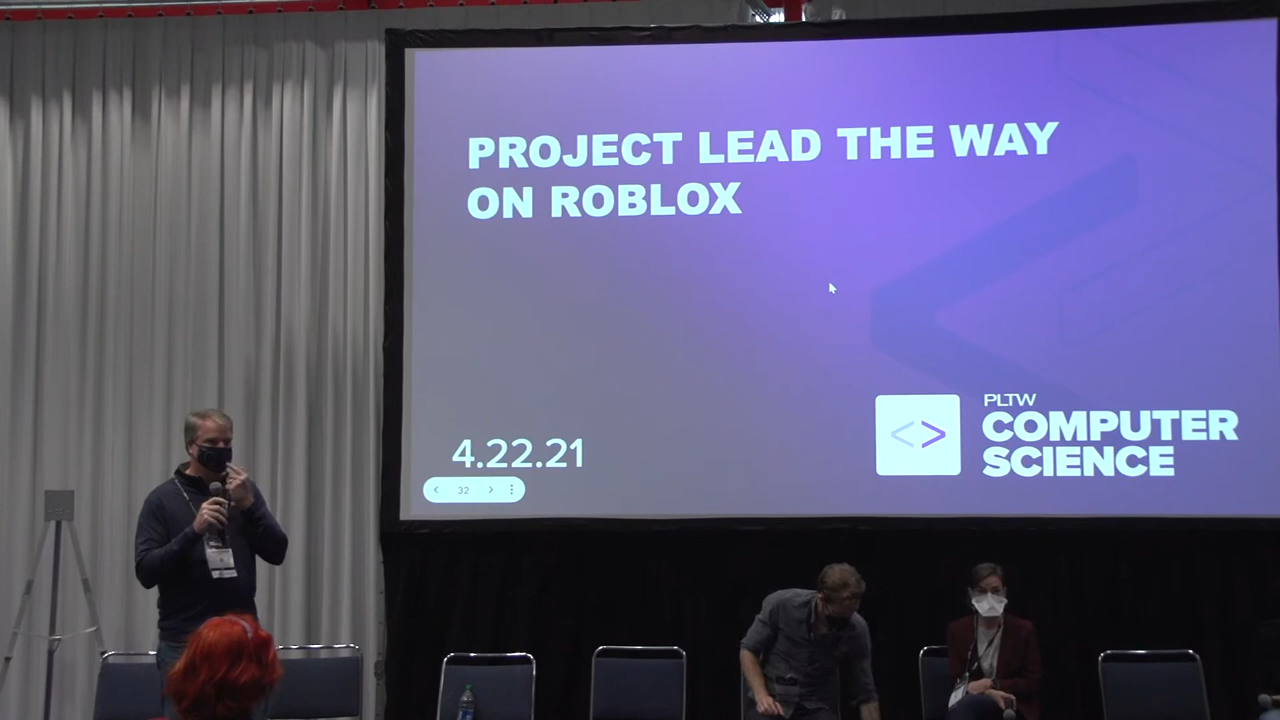 PROJECT LEAD THE WAY
ON ROBLOX
4.22.21
32
PLTW
COMPUTER
SCIENCE